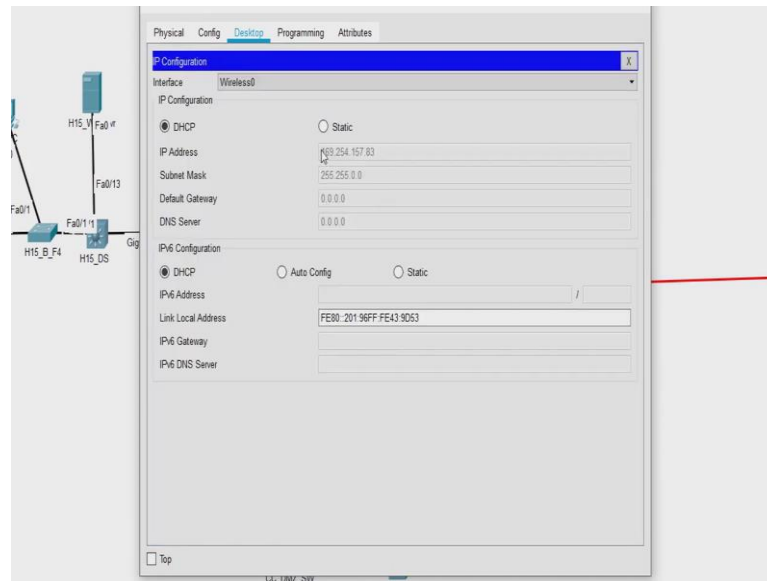 Physical Config Desktop Programming Attributes
IP Configuration X
Interface Wireless0
IP Configuration
DHCP Static
IP Address 169.254.157.83
Subnet Mask 255.255.0.0
Default Gateway 0.0.0.0
DNS Server 0.0.0.0
IPv6 Configuration
DHCP Auto Config Static
IPv6 Address /
Link Local Address FE80::201:96FF:FE43:9D53
IPv6 Gateway
IPv6 DNS Server
Top
Fa0
Fa0/13
Fa0/1
Fa0/1
Gig
H15_B_F4
H15_DS